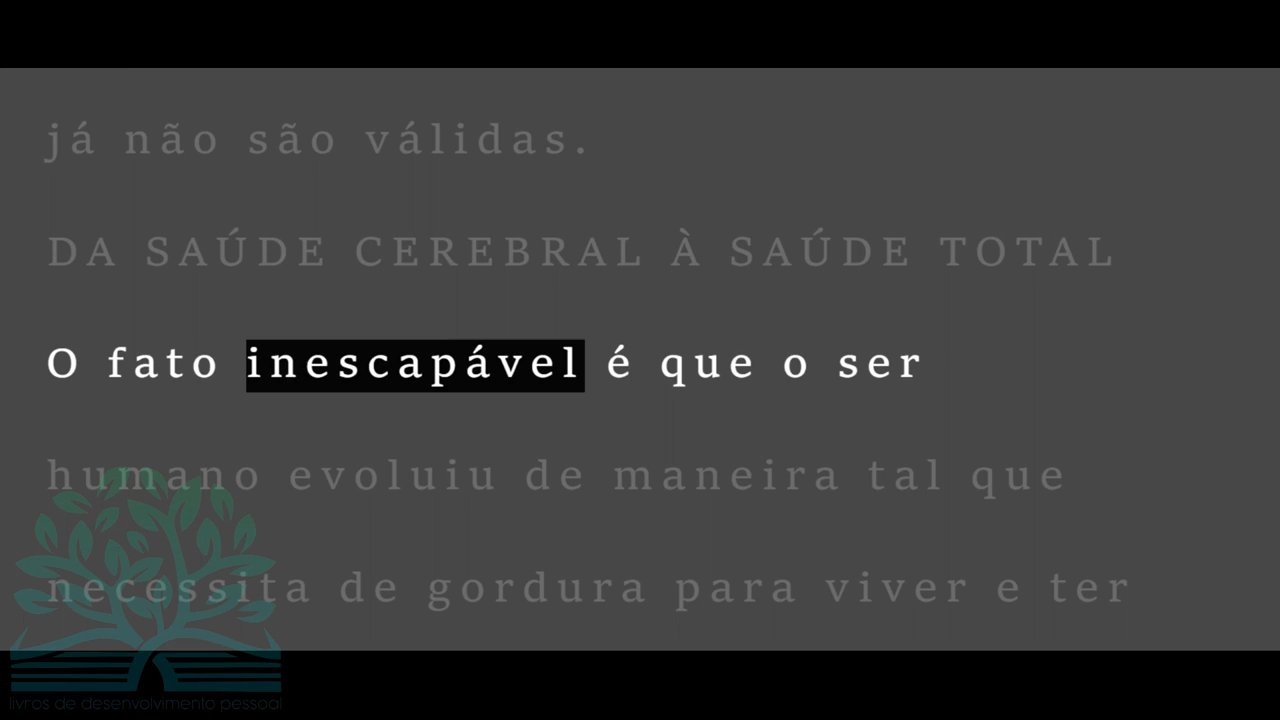 já não são válidas.
DA SAÚDE CEREBRAL À SAÚDE TOTAL
O fato inescapável é que o ser
humano evoluiu de maneira tal que
necessita de gordura para viver e ter
livros de desenvolvimento pessoal